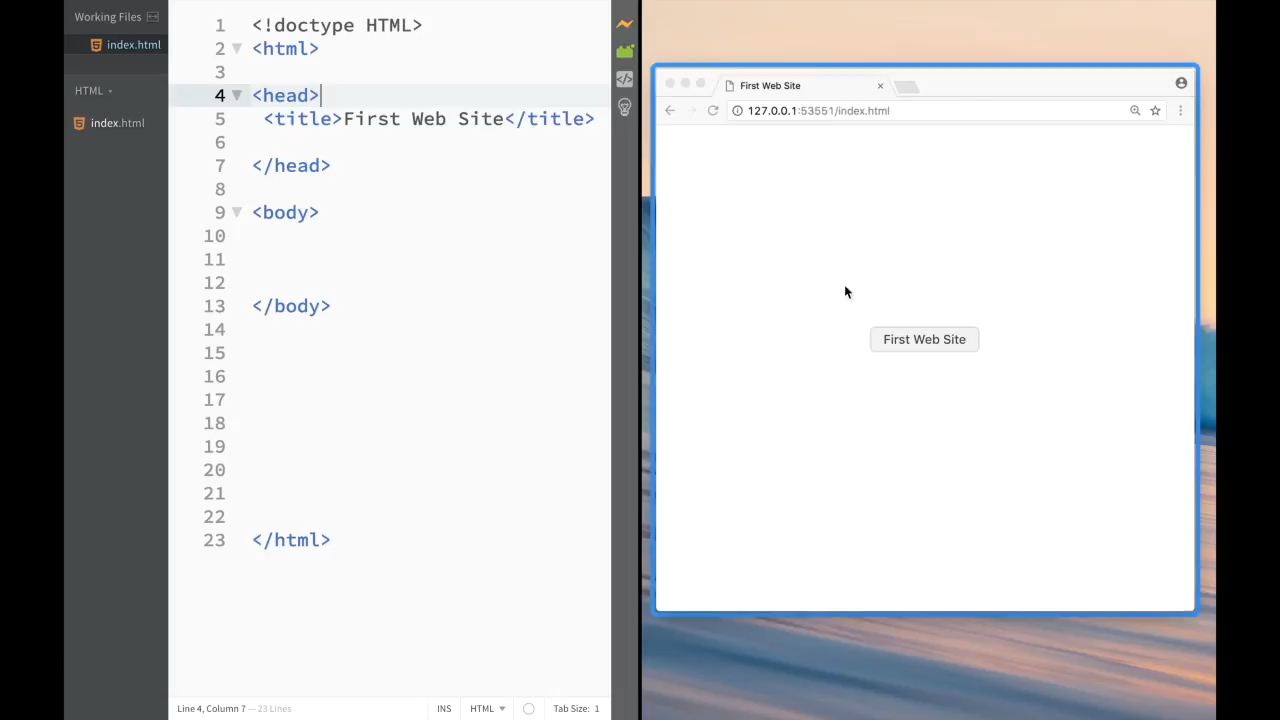 Working Files
index.html
HTML
index.html
1 <!doctype HTML>
2 <html>
3
4 <head>
5 <title>First Web Site</title>
6
7 </head>
8
9 <body>
10
11
12
13 </body>
14
15
16
17
18
19
20
21
22
23 </html>
Line 4, Column 7 — 23 Lines
INS
HTML
Tab Size: 1
First Web Site
127.0.0.1:53551/index.html
First Web Site